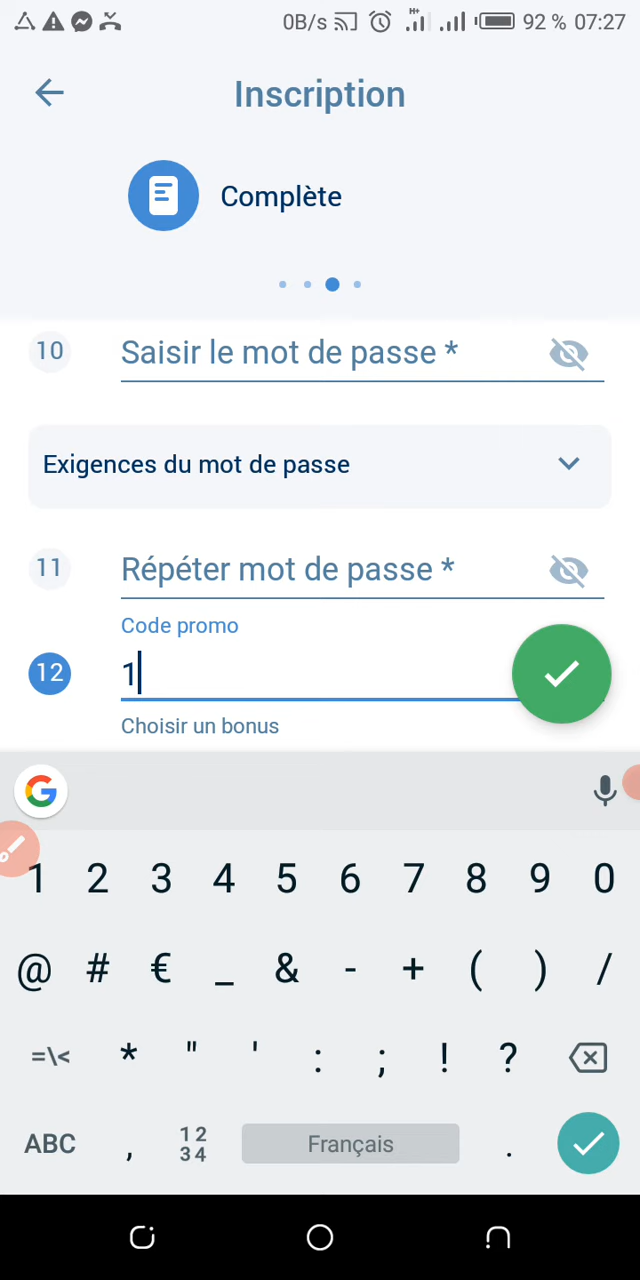 0B/s H+ 92 % 07:27
Inscription
Complète
10 Saisir le mot de passe *
Exigences du mot de passe
11 Répéter mot de passe *
Code promo
12 1
Choisir un bonus
G
1 2 3 4 5 6 7 8 9 0
@ # € _ & - + ( ) /
=\< * " ' : ; ! ?
ABC , 12 34 Français .